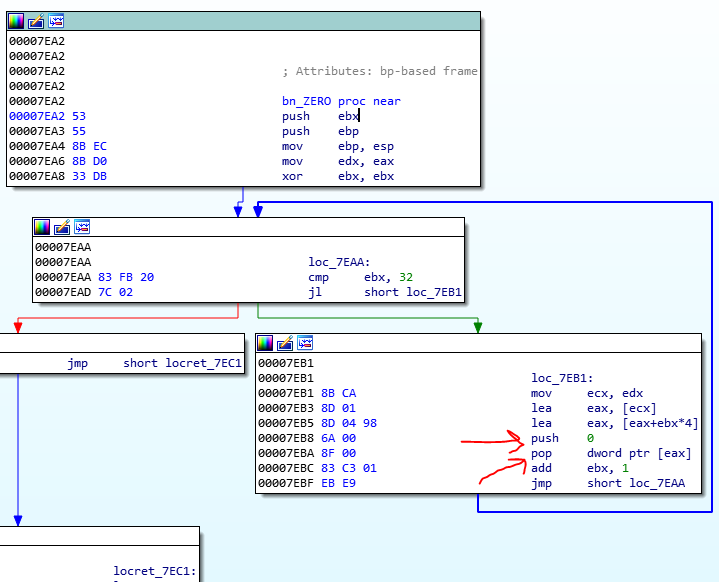 00007EA2
00007EA2
00007EA2
00007EA2 ; Attributes: bp-based frame
00007EA2
00007EA2 bn_ZERO proc near
00007EA2 53 push ebx
00007EA3 55 push ebp
00007EA4 8B EC mov ebp, esp
00007EA6 8B D0 mov edx, eax
00007EA8 33 DB xor ebx, ebx
00007EAA
00007EAA loc_7EAA:
00007EAA 83 FB 20 cmp ebx, 32
00007EAD 7C 02 jl short loc_7EB1
jmp short locret_7EC1
00007EB1
00007EB1 loc_7EB1:
00007EB1 8B CA mov ecx, edx
00007EB3 8D 01 lea eax, [ecx]
00007EB5 8D 04 98 lea eax, [eax+ebx*4]
00007EB8 6A 00 push 0
00007EBA 8F 00 pop dword ptr [eax]
00007EBC 83 C3 01 add ebx, 1
00007EBF EB E9 jmp short loc_7EAA
locret_7EC1: